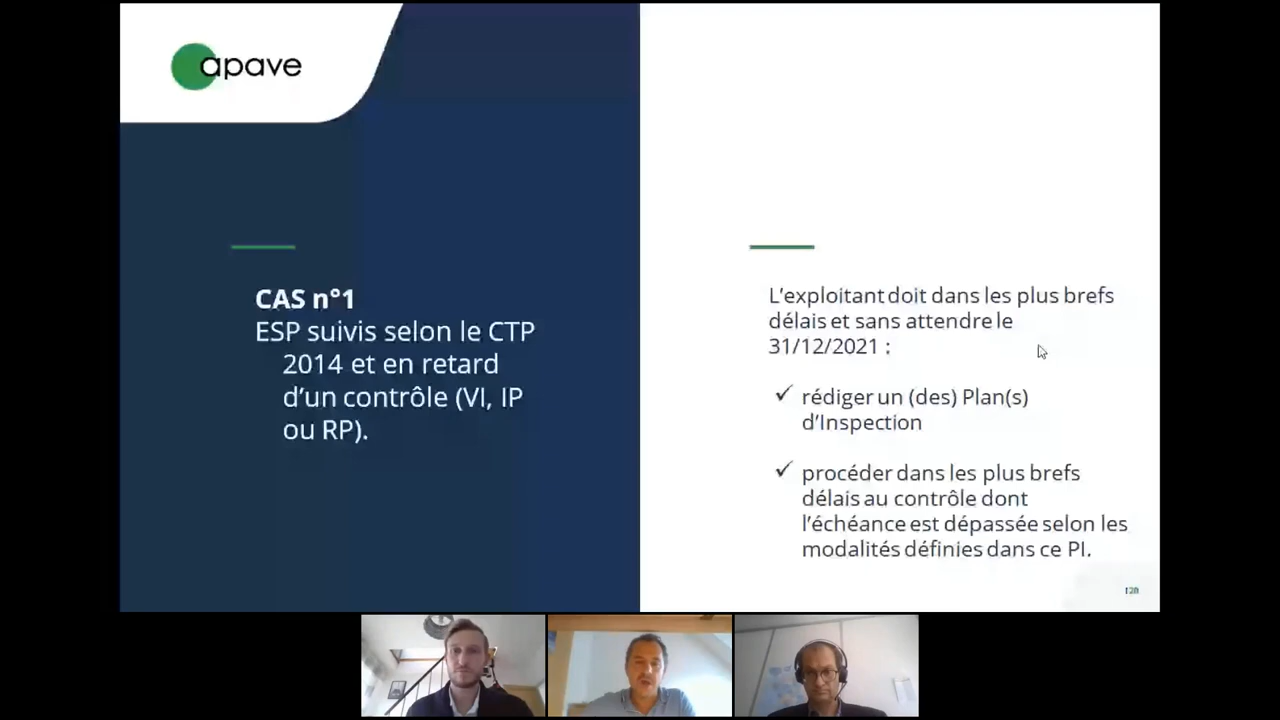 apave
CAS n°1
ESP suivis selon le CTP
2014 et en retard
d'un contrôle (VI, IP
ou RP).
L'exploitant doit dans les plus brefs
délais et sans attendre le
31/12/2021 :
rédiger un (des) Plan(s)
d'Inspection
procéder dans les plus brefs
délais au contrôle dont
l'échéance est dépassée selon les
modalités définies dans ce PI.